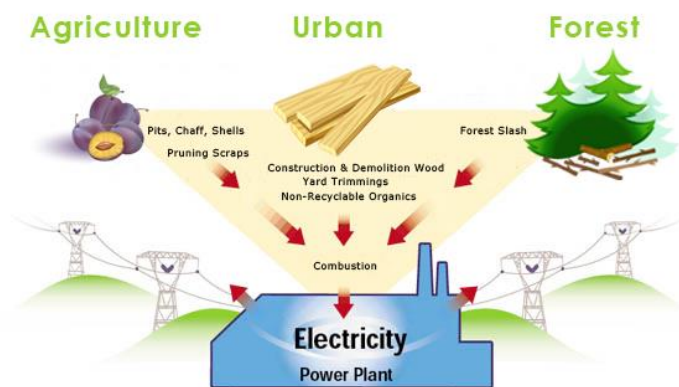 Agriculture
Urban
Forest
Pits, Chaff, Shells
Pruning Scraps
Construction & Demolition Wood
Yard Trimmings
Non-Recyclable Organics
Forest Slash
Combustion
Electricity
Power Plant